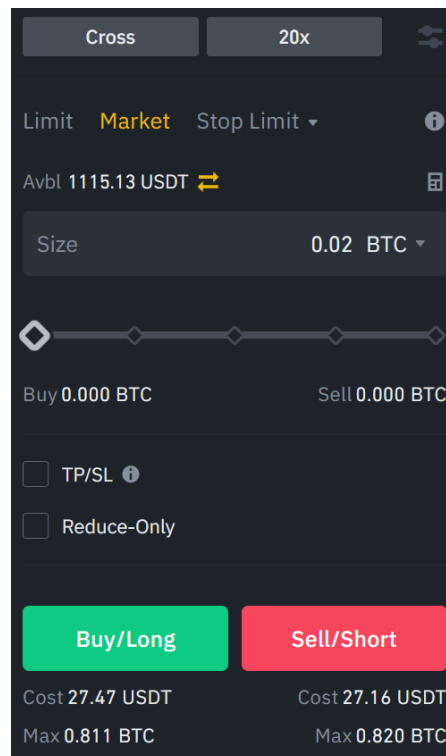 Cross 20x
Limit Market Stop Limit
Avbl 1115.13 USDT
Size 0.02 BTC
Buy 0.000 BTC Sell 0.000 BTC
TP/SL
Reduce-Only
Buy/Long Sell/Short
Cost 27.47 USDT Cost 27.16 USDT
Max 0.811 BTC Max 0.820 BTC